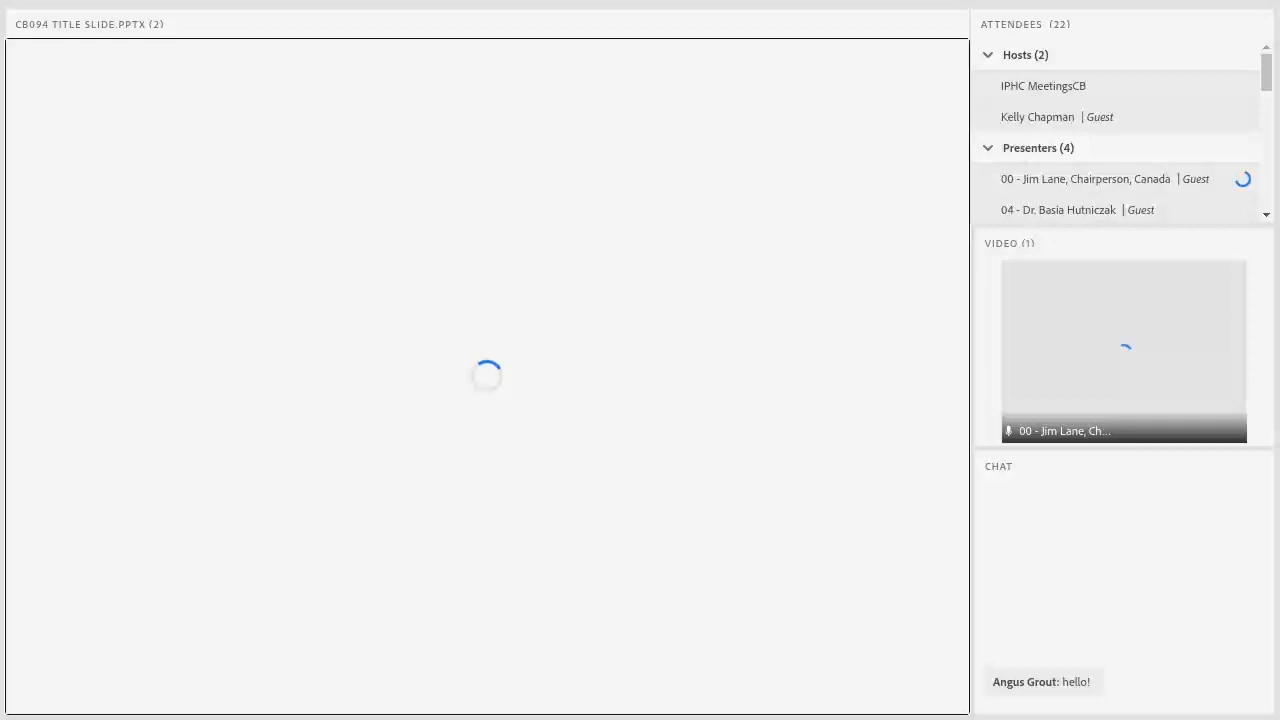 CB094 TITLE SLIDE.PPTX (2)
ATTENDEES (22)
Hosts (2)
IPHC MeetingsCB
Kelly Chapman | Guest
Presenters (4)
00 - Jim Lane, Chairperson, Canada | Guest
04 - Dr. Basia Hutniczak | Guest
VIDEO (1)
00 - Jim Lane, Ch...
CHAT
Angus Grout: hello!